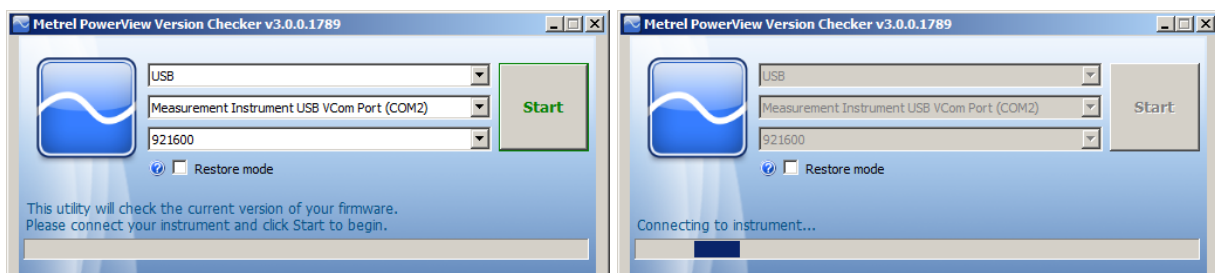 Metrel PowerView Version Checker v3.0.0.1789
USB
Measurement Instrument USB VCom Port (COM2)
Start
921600
Restore mode
This utility will check the current version of your firmware.
Please connect your instrument and click Start to begin.
Metrel PowerView Version Checker v3.0.0.1789
USB
Measurement Instrument USB VCom Port (COM2)
Start
921600
Restore mode
Connecting to instrument...